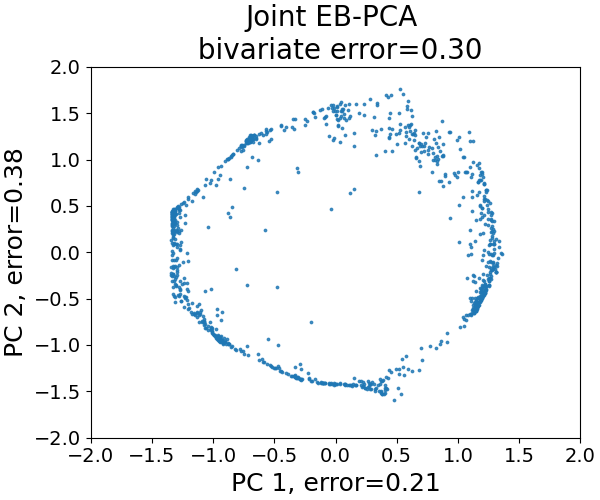 Joint EB-PCA
bivariate error=0.30
2.0
1.5
1.0
0.5
0.0
−0.5
−1.0
−1.5
−2.0
PC 2, error=0.38
−2.0 −1.5 −1.0 −0.5 0.0 0.5 1.0 1.5 2.0
PC 1, error=0.21